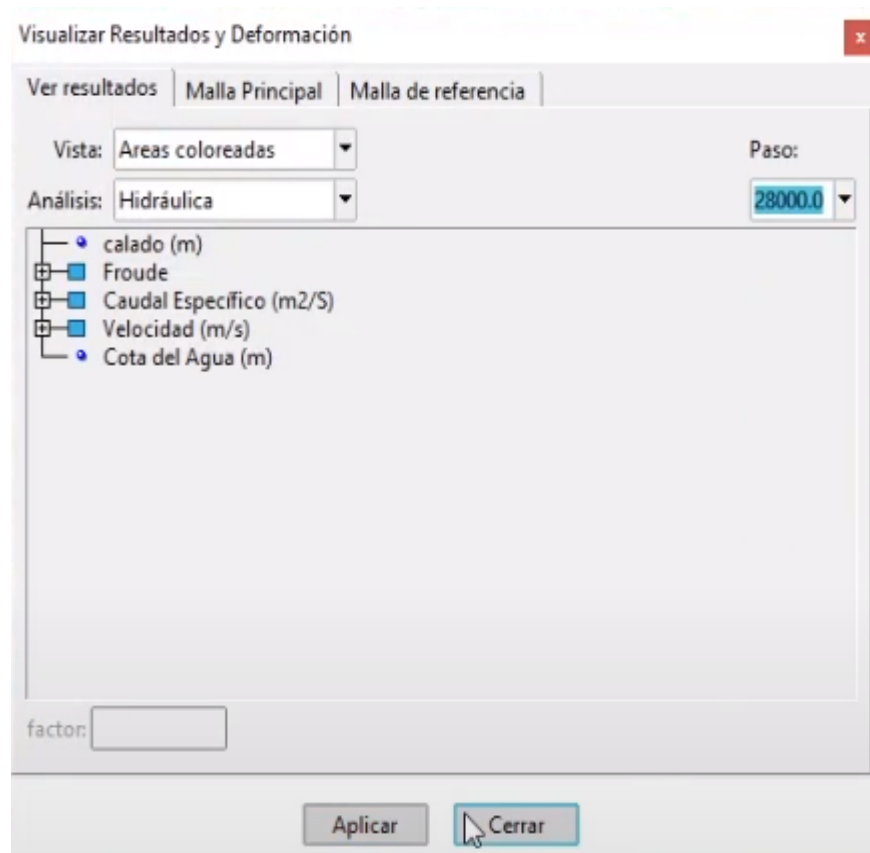 Visualizar Resultados y Deformación
x
Ver resultados Malla Principal Malla de referencia
Vista: Areas coloreadas Paso:
Análisis: Hidráulica 28000.0
calado (m)
Froude
Caudal Específico (m2/S)
Velocidad (m/s)
Cota del Agua (m)
factor:
Aplicar Cerrar